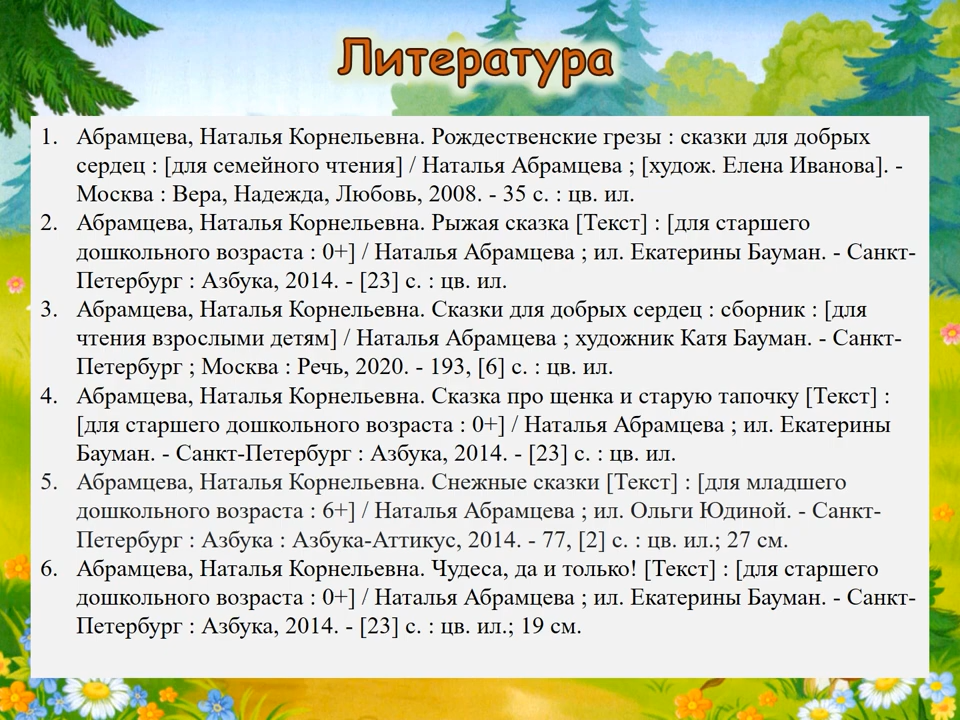 Литература
1. Абрамцева, Наталья Корнельевна. Рождественские грезы : сказки для добрых
сердец : [для семейного чтения] / Наталья Абрамцева ; [худож. Елена Иванова]. -
Москва : Вера, Надежда, Любовь, 2008. - 35 с. : цв. ил.
2. Абрамцева, Наталья Корнельевна. Рыжая сказка [Текст] : [для старшего
дошкольного возраста : 0+] / Наталья Абрамцева ; ил. Екатерины Бауман. - Санкт-
Петербург : Азбука, 2014. - [23] с. : цв. ил.
3. Абрамцева, Наталья Корнельевна. Сказки для добрых сердец : сборник : [для
чтения взрослыми детям] / Наталья Абрамцева ; художник Катя Бауман. - Санкт-
Петербург ; Москва : Речь, 2020. - 193, [6] с. : цв. ил.
4. Абрамцева, Наталья Корнельевна. Сказка про щенка и старую тапочку [Текст] :
[для старшего дошкольного возраста : 0+] / Наталья Абрамцева ; ил. Екатерины
Бауман. - Санкт-Петербург : Азбука, 2014. - [23] с. : цв. ил.
5. Абрамцева, Наталья Корнельевна. Снежные сказки [Текст] : [для младшего
дошкольного возраста : 6+] / Наталья Абрамцева ; ил. Ольги Юдиной. - Санкт-
Петербург : Азбука : Азбука-Аттикус, 2014. - 77, [2] с. : цв. ил.; 27 см.
6. Абрамцева, Наталья Корнельевна. Чудеса, да и только! [Текст] : [для старшего
дошкольного возраста : 0+] / Наталья Абрамцева ; ил. Екатерины Бауман. - Санкт-
Петербург : Азбука, 2014. - [23] с. : цв. ил.; 19 см.